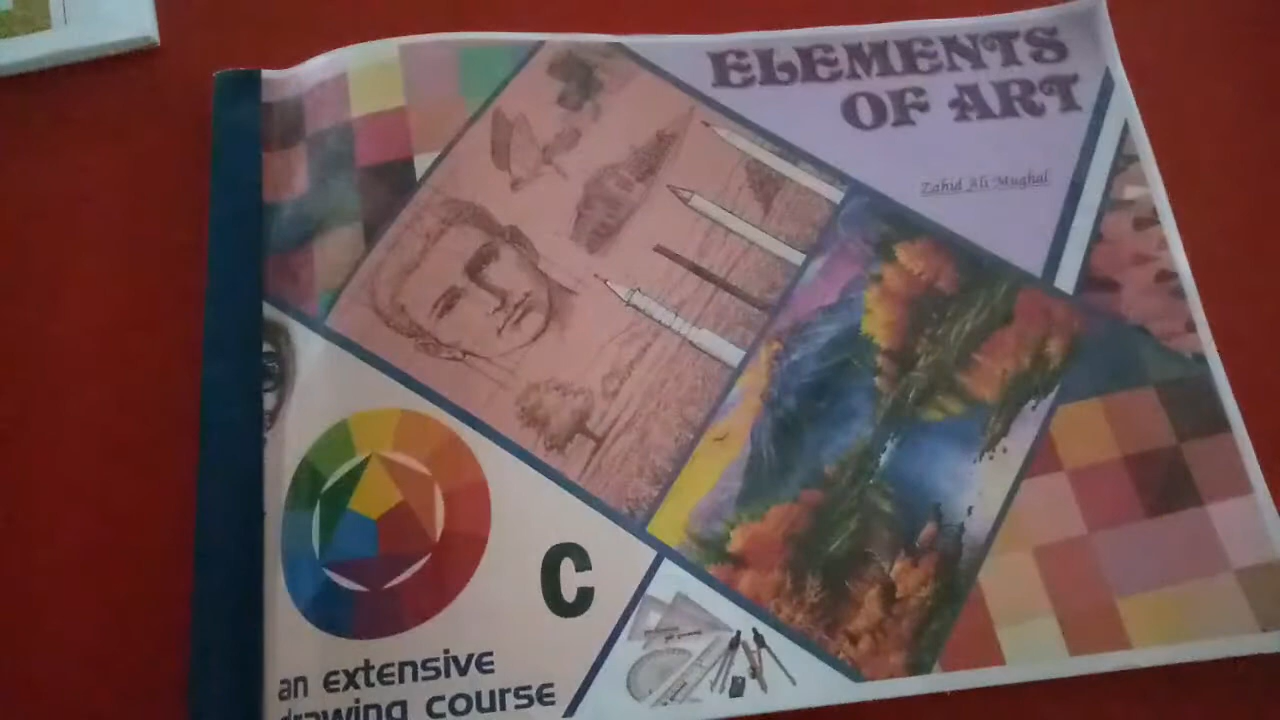 ELEMENTS
OF ART
Zahid Ali Mughal
C
an extensive
drawing course